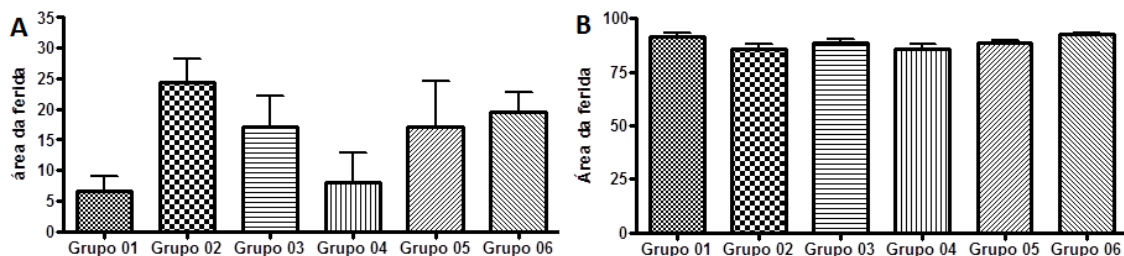 A
área da ferida
35
30
25
20
15
10
5
0
Grupo 01 Grupo 02 Grupo 03 Grupo 04 Grupo 05 Grupo 06
B
Área da ferida
100
75
50
25
0
Grupo 01 Grupo 02 Grupo 03 Grupo 04 Grupo 05 Grupo 06